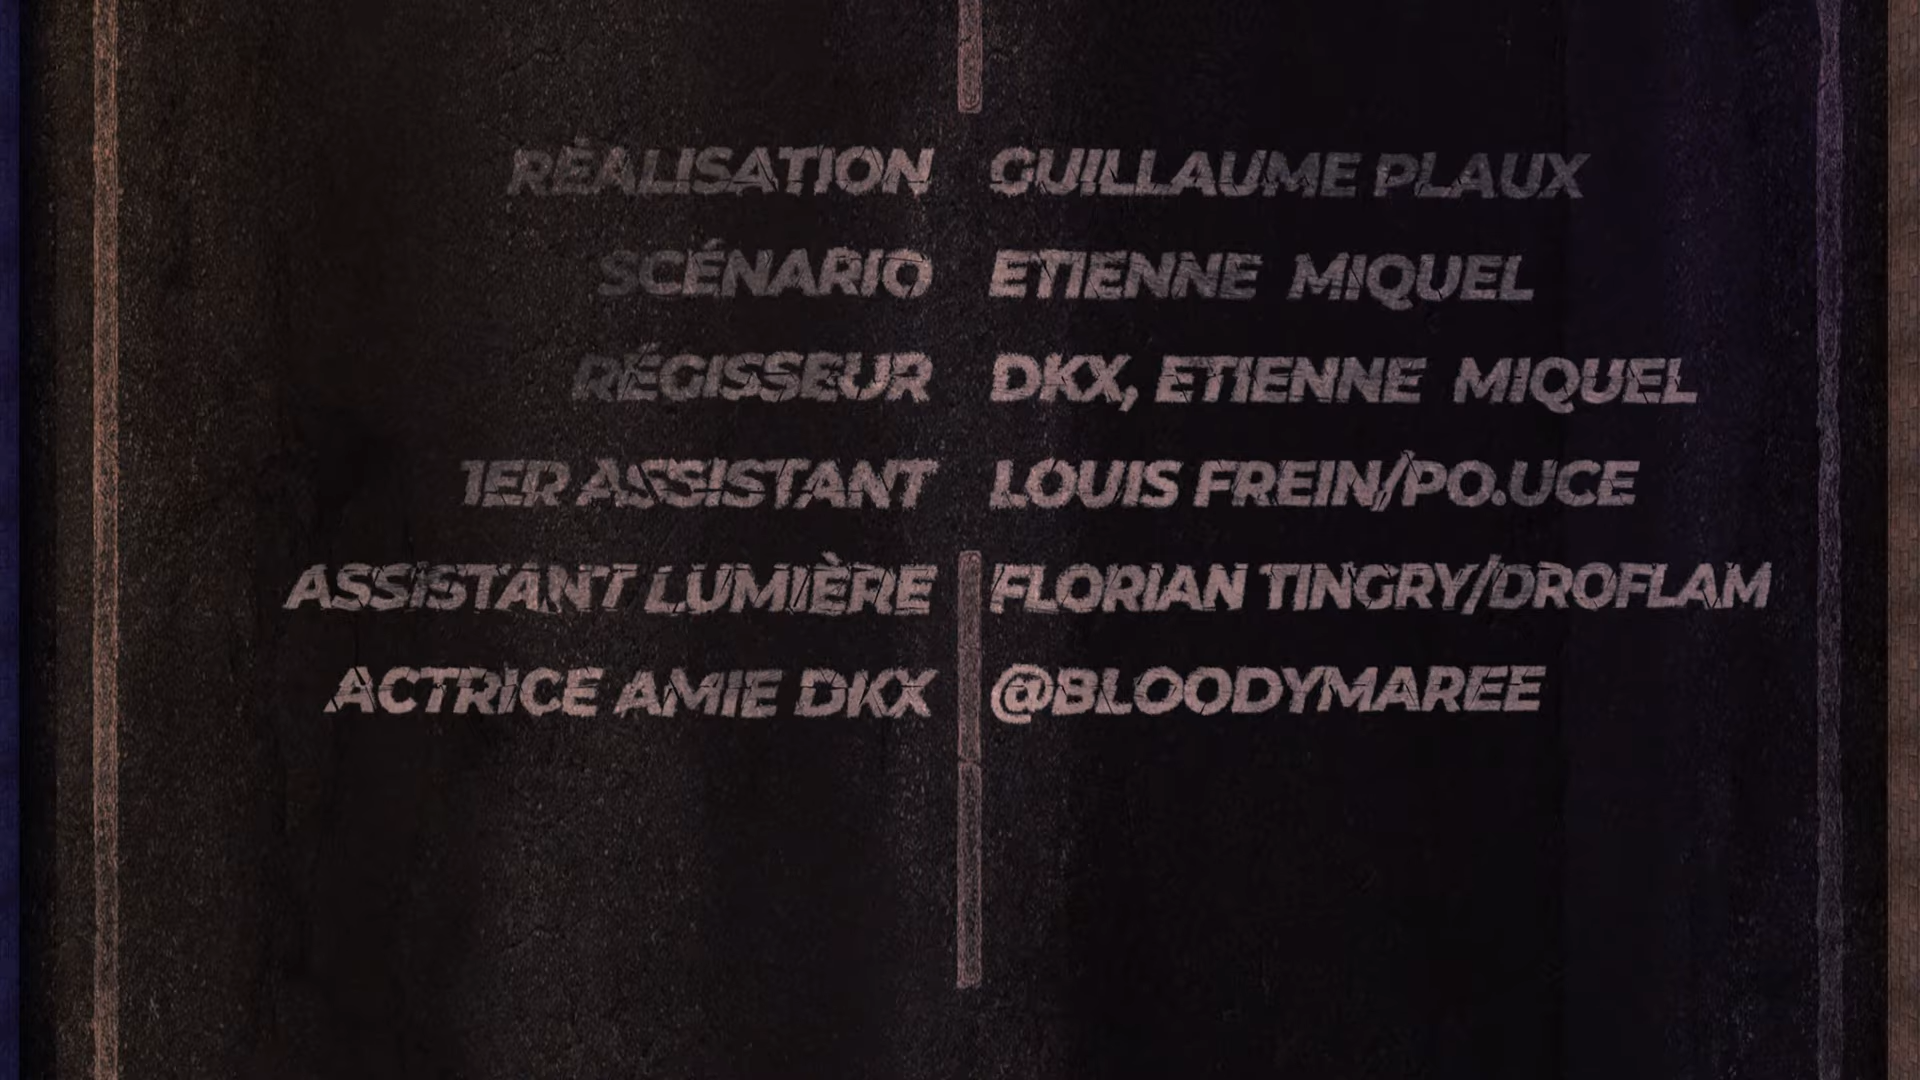 RÉALISATION GUILLAUME PLAUX
SCÉNARIO ETIENNE MIQUEL
RÉGISSEUR DKX, ETIENNE MIQUEL
1ER ASSISTANT LOUIS FREIN/PO.UCE
ASSISTANT LUMIÈRE FLORIAN TINGRY/DROFLAM
ACTRICE AMIE DKX @BLOODYMAREE